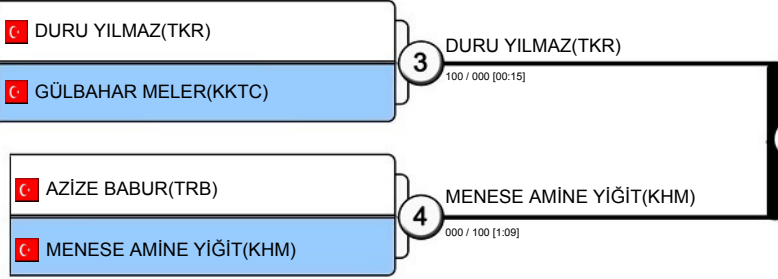 DURU YILMAZ(TKR)
GÜLBAHAR MELER(KKTC)
3
DURU YILMAZ(TKR)
100 / 000 [00:15]
AZİZE BABUR(TRB)
MENESE AMİNE YİĞİT(KHM)
4
MENESE AMİNE YİĞİT(KHM)
000 / 100 [1:09]